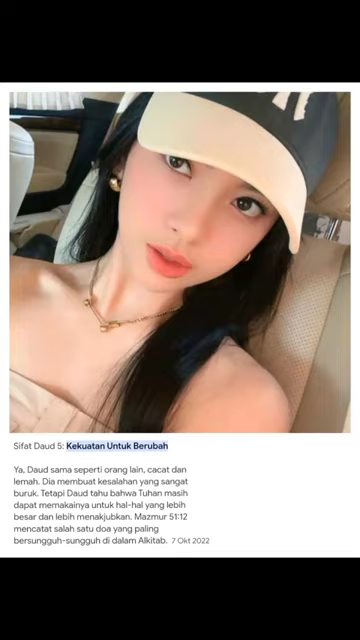 Sifat Daud 5: Kekuatan Untuk Berubah
Ya, Daud sama seperti orang lain, cacat dan
lemah. Dia membuat kesalahan yang sangat
buruk. Tetapi Daud tahu bahwa Tuhan masih
dapat memakainya untuk hal-hal yang lebih
besar dan lebih menakjubkan. Mazmur 51:12
mencatat salah satu doa yang paling
bersungguh-sungguh di dalam Alkitab. 7 Okt 2022